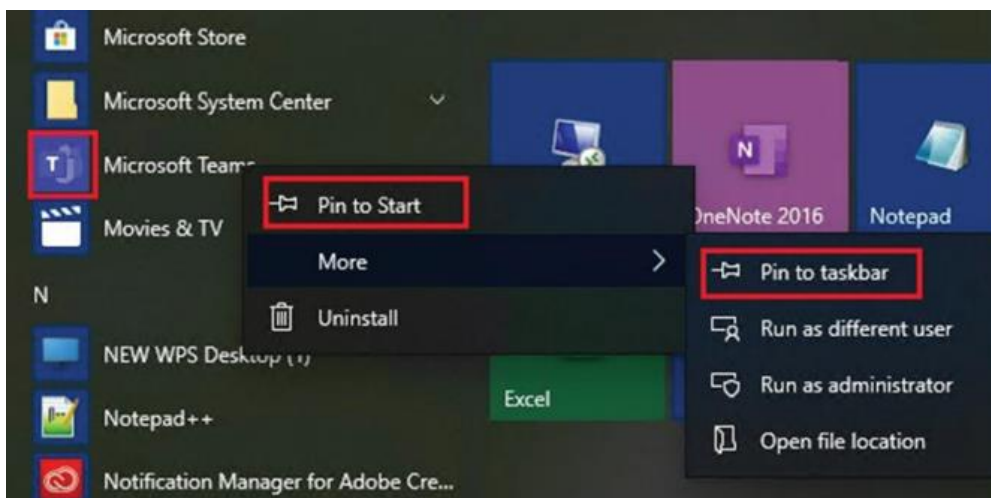 Microsoft Store
Microsoft System Center
Microsoft Teams
Movies & TV
N
NEW WPS Desktop (1)
Notepad++
Notification Manager for Adobe Cre...
Pin to Start
More
Uninstall
OneNote 2016
Notepad
Excel
Pin to taskbar
Run as different user
Run as administrator
Open file location